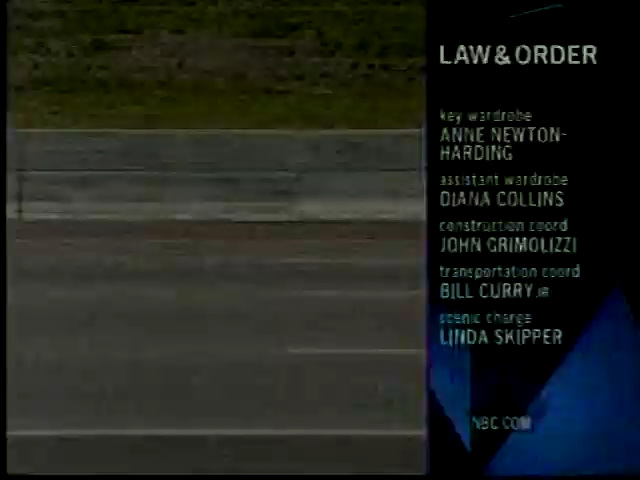 LAW & ORDER
key wardrobe
ANNE NEWTON-
HARDING
assistant wardrobe
DIANA COLLINS
construction coord
JOHN GRIMOLIZZI
transportation coord
BILL CURRY JR
scenic charge
LINDA SKIPPER
NBC.COM